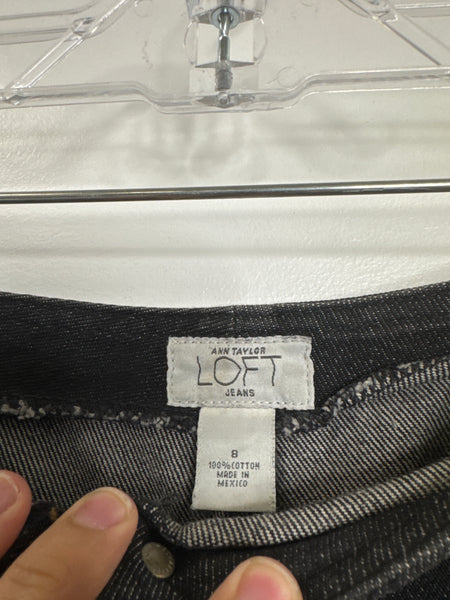 ANN TAYLOR
LOFT
JEANS
8
100% COTTON
MADE IN
MEXICO